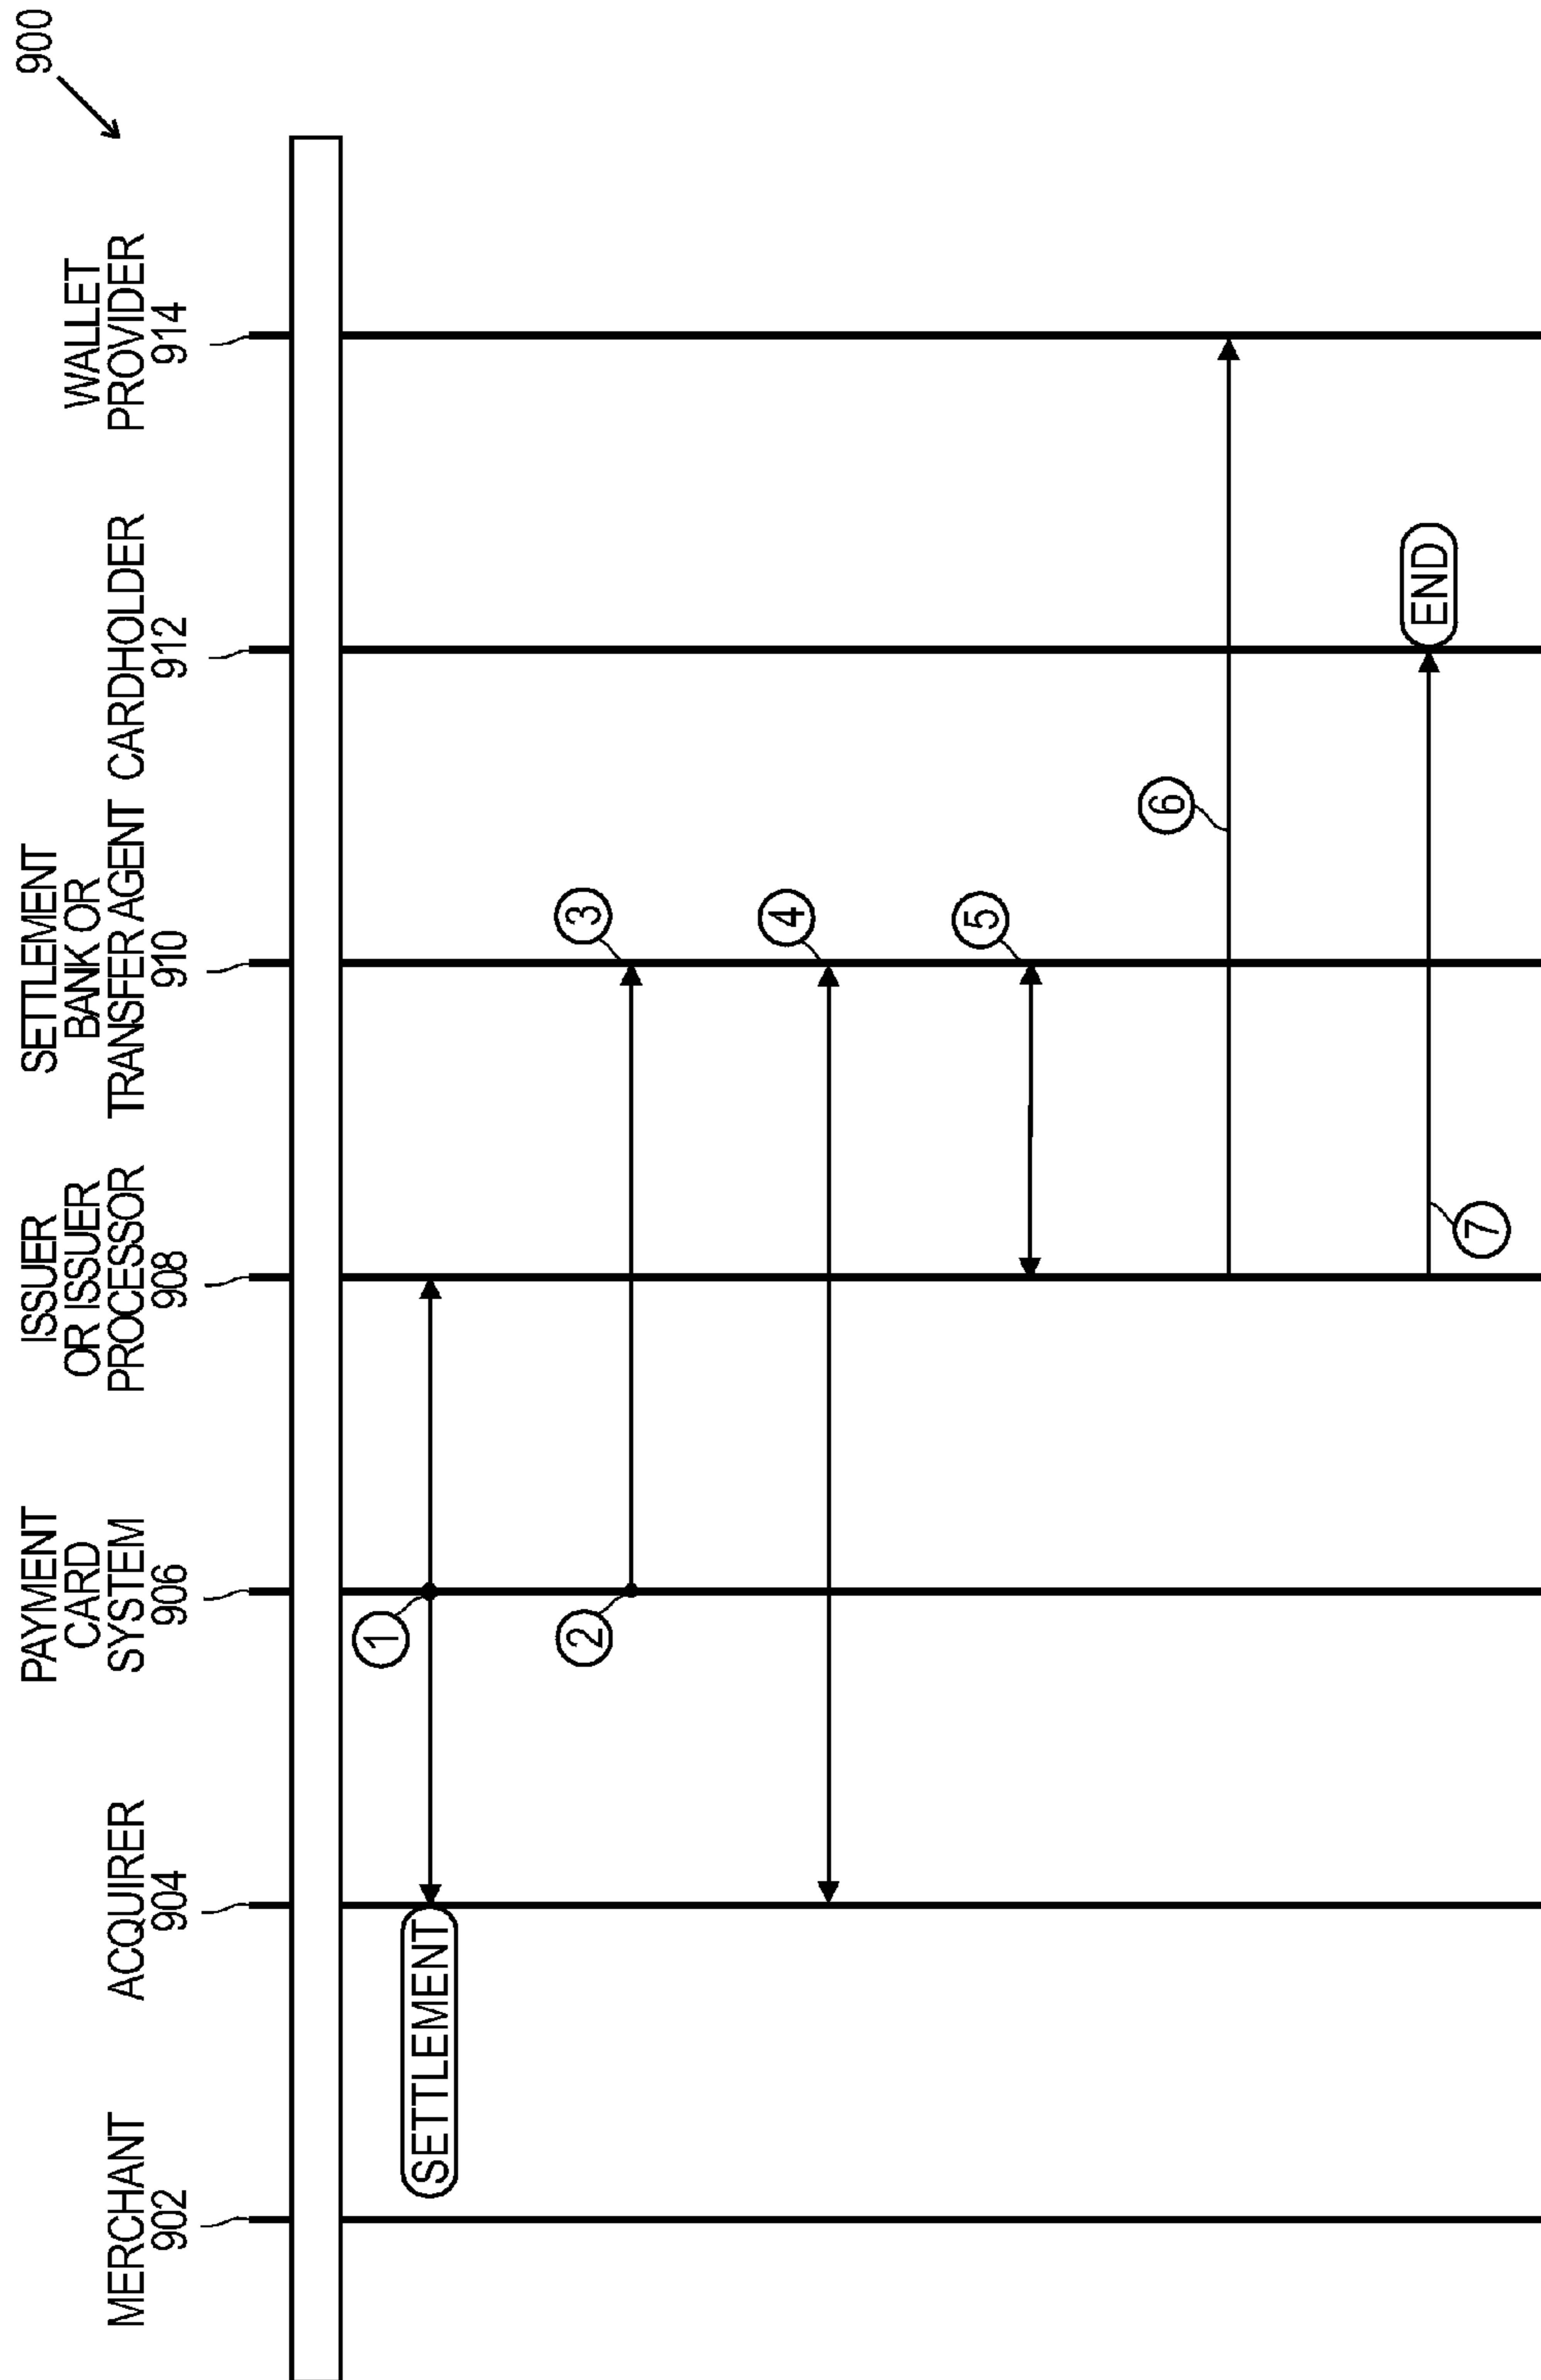 900
MERCHANT
902
ACQUIRER
904
PAYMENT
CARD
SYSTEM
906
ISSUER
OR ISSUER
PROCESSOR
908
SETTLEMENT
BANK OR
TRANSFER AGENT
910
CARDHOLDER
912
WALLET
PROVIDER
914
SETTLEMENT
1
2
3
4
5
6
7
END